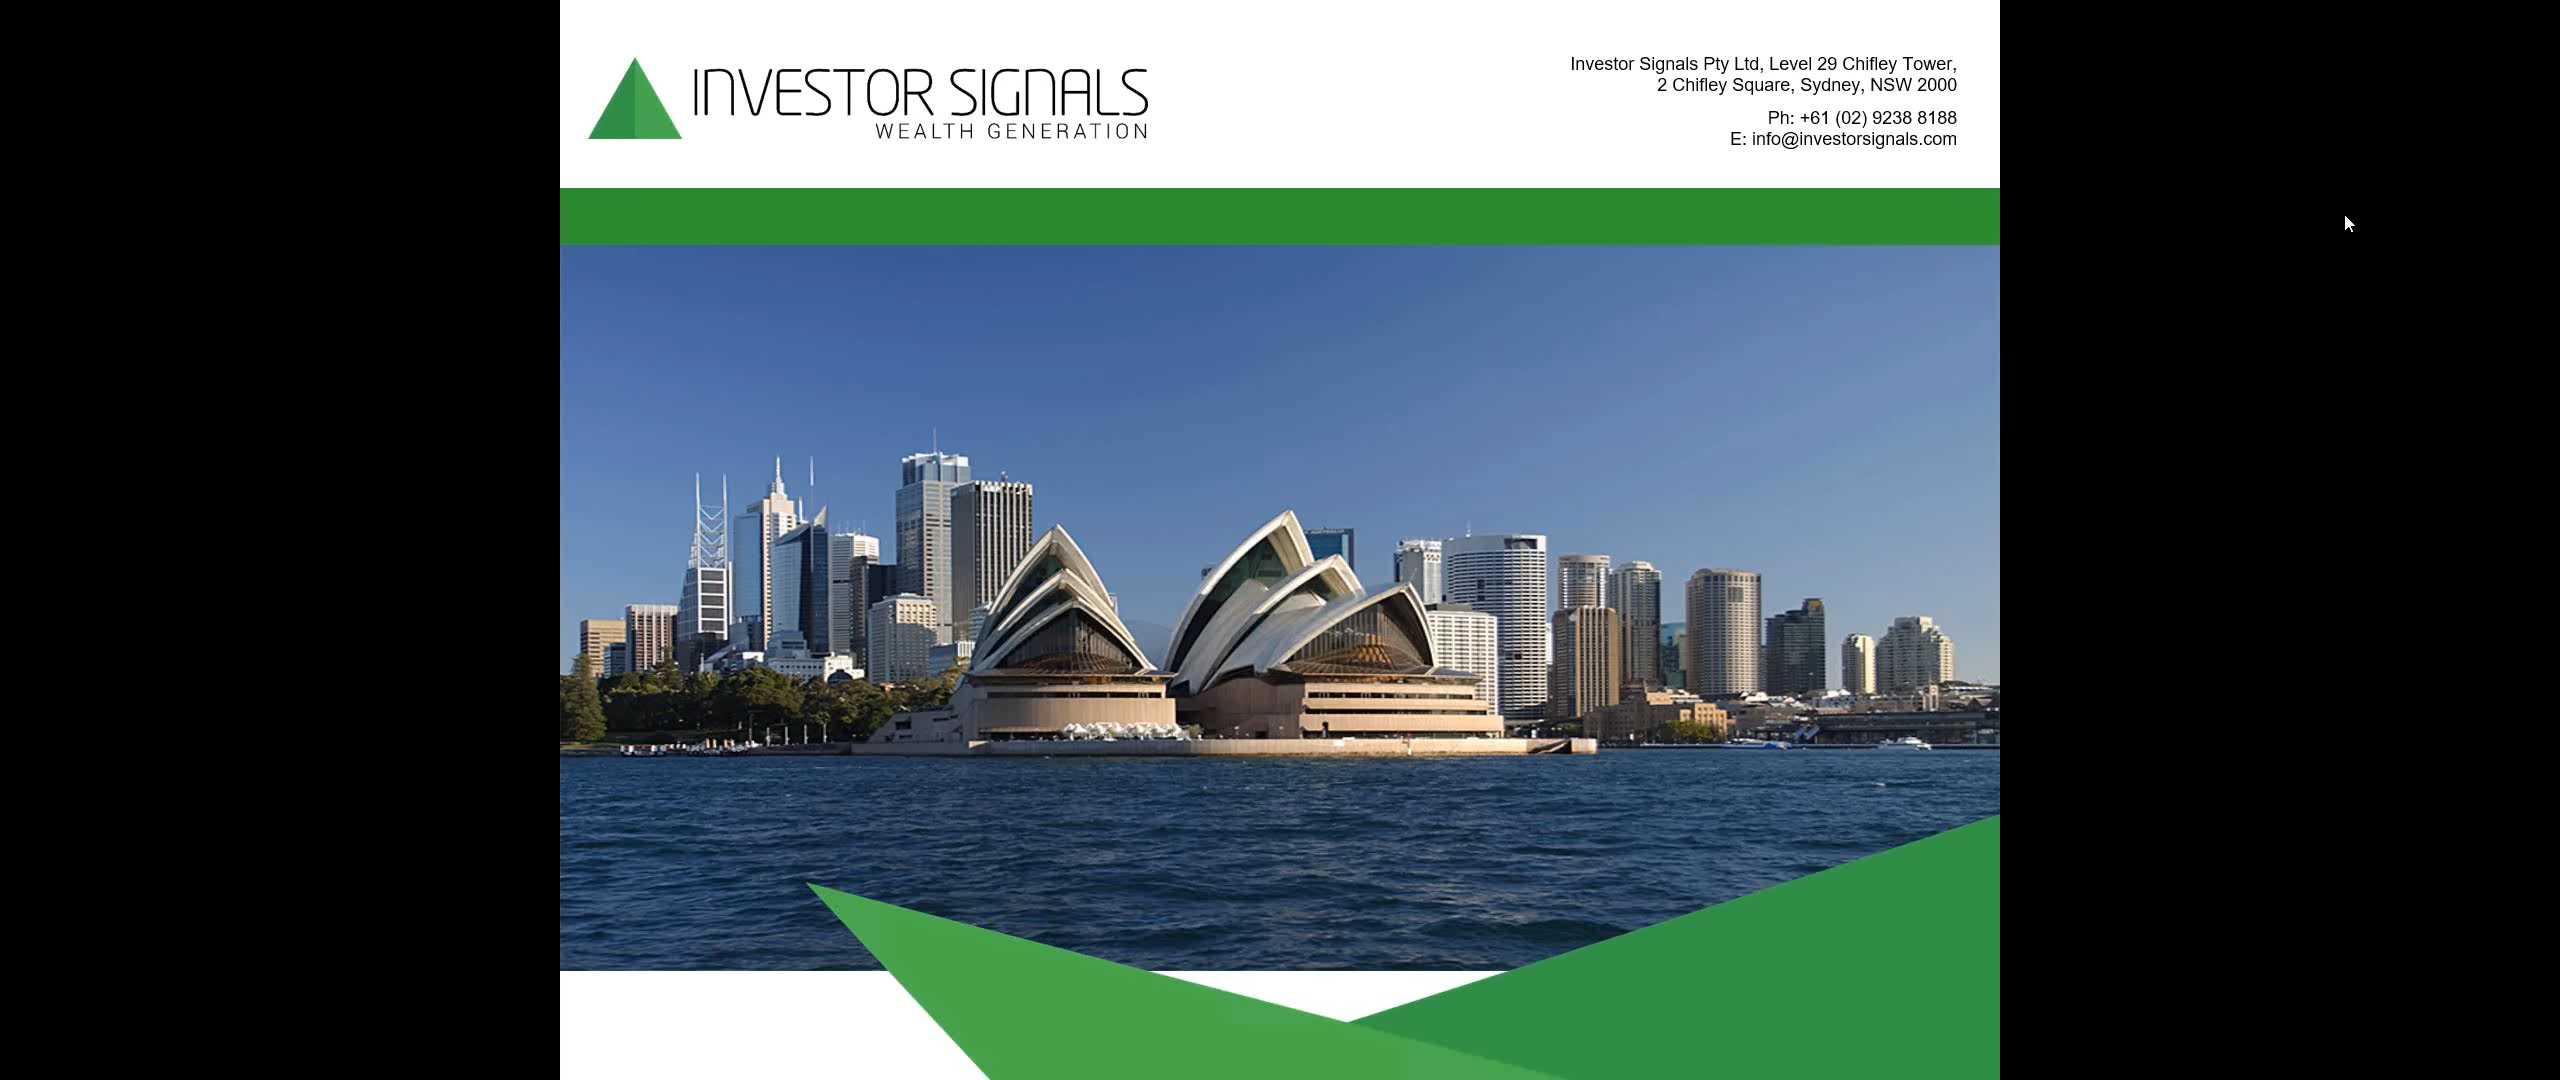 INVESTOR SIGNALS
WEALTH GENERATION
Investor Signals Pty Ltd, Level 29 Chifley Tower,
2 Chifley Square, Sydney, NSW 2000
Ph: +61 (02) 9238 8188
E: info@investorsignals.com